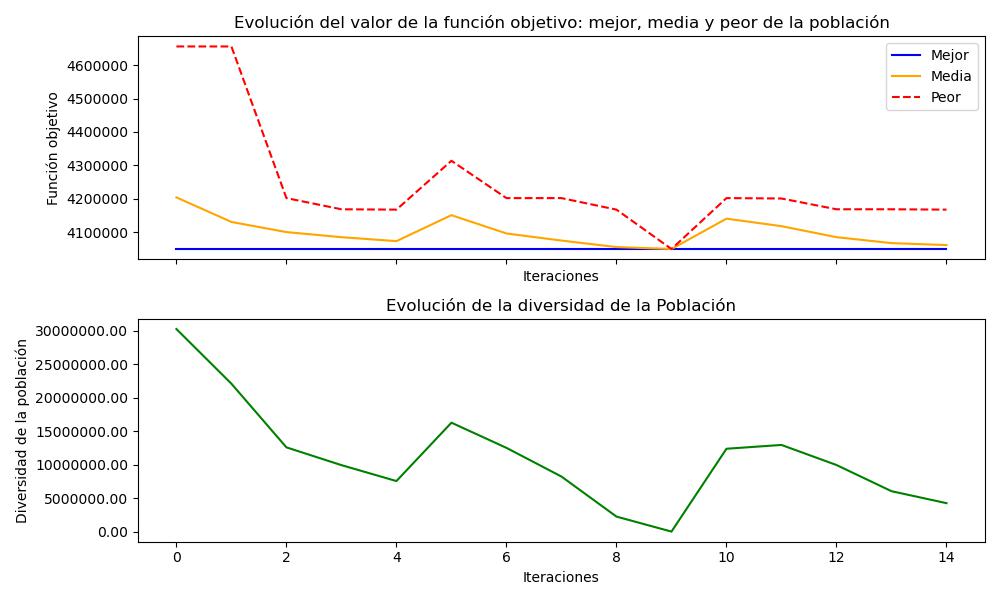 Evolución del valor de la función objetivo: mejor, media y peor de la población
Función objetivo
4600000
4500000
4400000
4300000
4200000
4100000
Mejor
Media
Peor
Iteraciones
Evolución de la diversidad de la Población
Diversidad de la población
30000000.00
25000000.00
20000000.00
15000000.00
10000000.00
5000000.00
0.00
0 2 4 6 8 10 12 14
Iteraciones